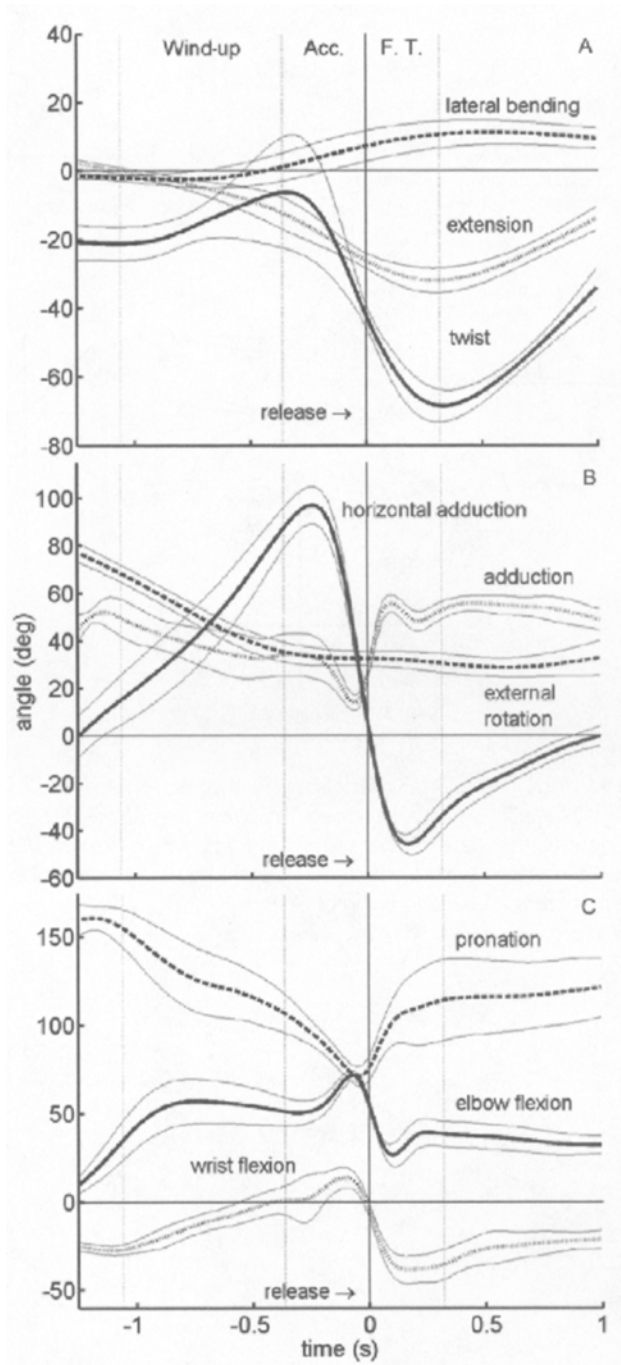 40
Wind-up Acc. F. T. A
20
lateral bending
0
-20
extension
-40
twist
-60
release →
-80
B
100
horizontal adduction
80
adduction
60
40
20
external
rotation
0
-20
-40
release →
-60
angle (deg)
C
150
pronation
100
elbow flexion
50
wrist flexion
0
-50
release →
-1 -0.5 0 0.5 1
time (s)